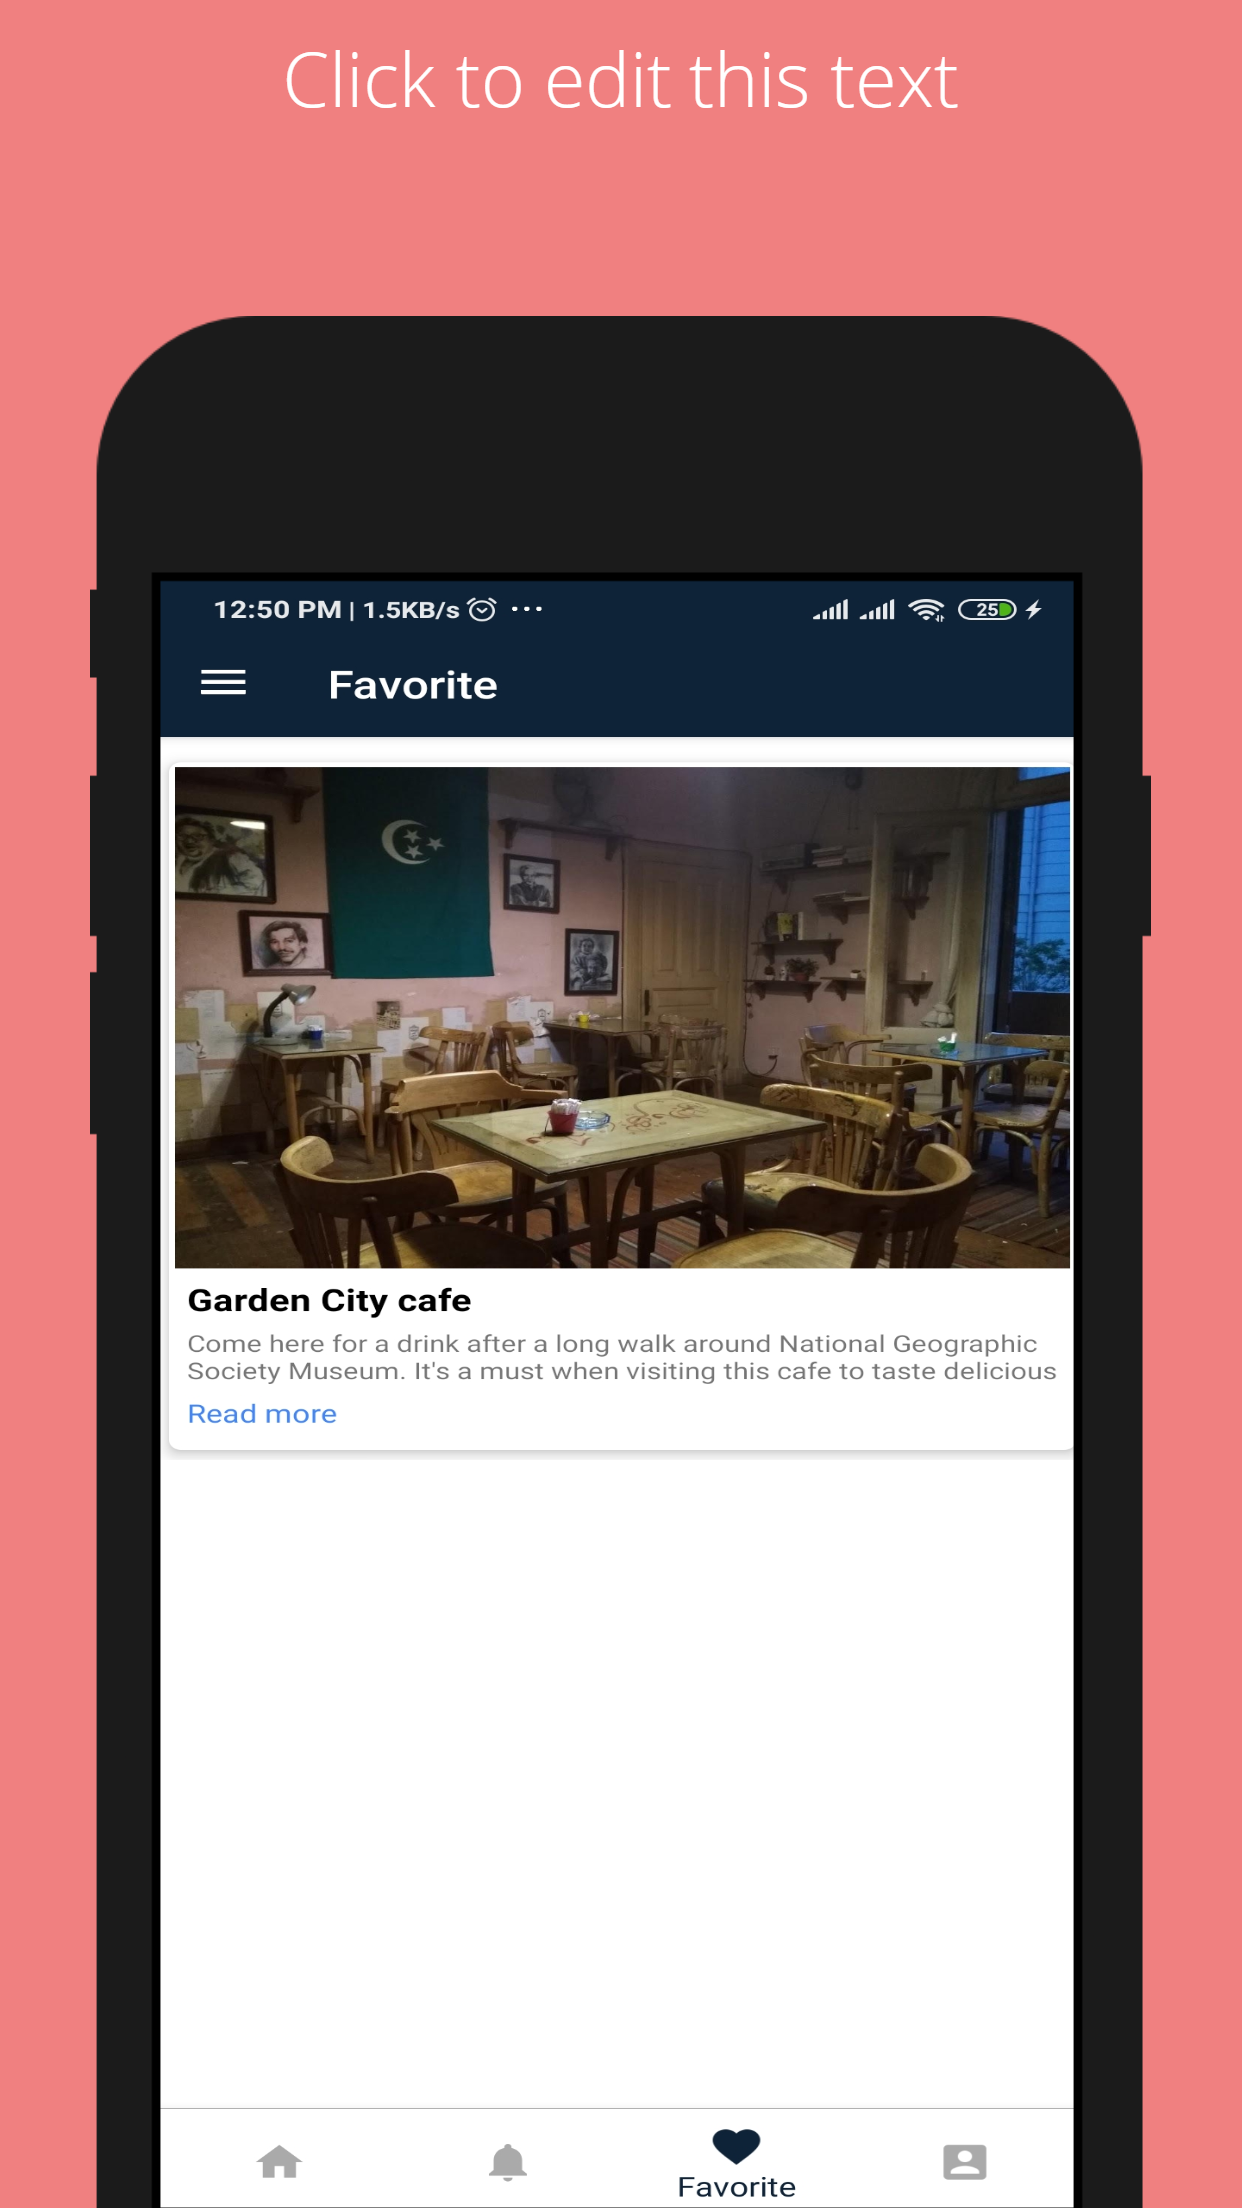 Click to edit this text
12:50 PM | 1.5KB/s ...
25
Favorite
Garden City cafe
Come here for a drink after a long walk around National Geographic
Society Museum. It's a must when visiting this cafe to taste delicious
Read more
Favorite